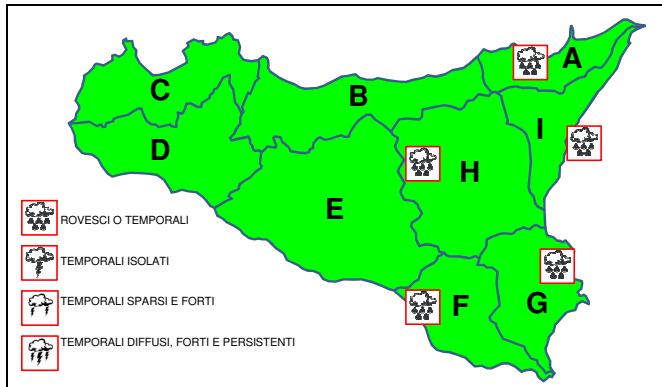 A
C
B
I
D
H
E
ROVESCI O TEMPORALI
TEMPORALI ISOLATI
TEMPORALI SPARSI E FORTI
F
G
TEMPORALI DIFFUSI, FORTI E PERSISTENTI